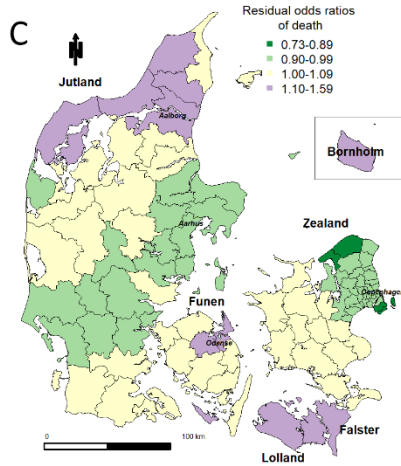 C
N
Residual odds ratios
of death
0.73-0.89
0.90-0.99
1.00-1.09
1.10-1.59
Jutland
Aalborg
Bornholm
Zealand
Aarhus
Copenhagen
Funen
Odense
Falster
Lolland
0
100 km